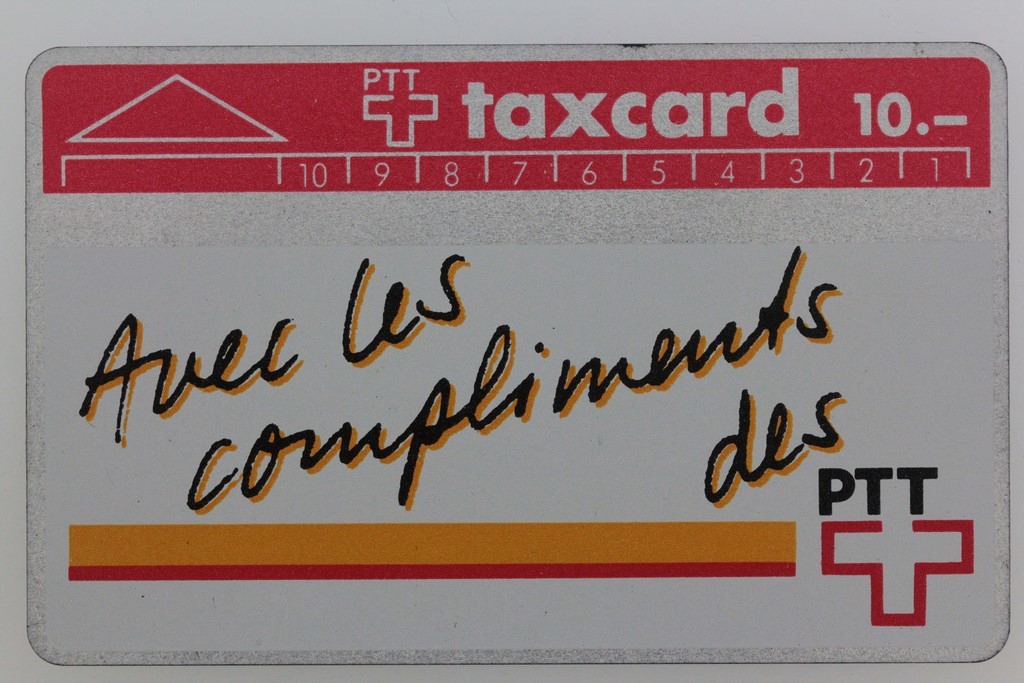 PTT taxcard 10.–
10 9 8 7 6 5 4 3 2 1
Avec les
compliments
des
PTT